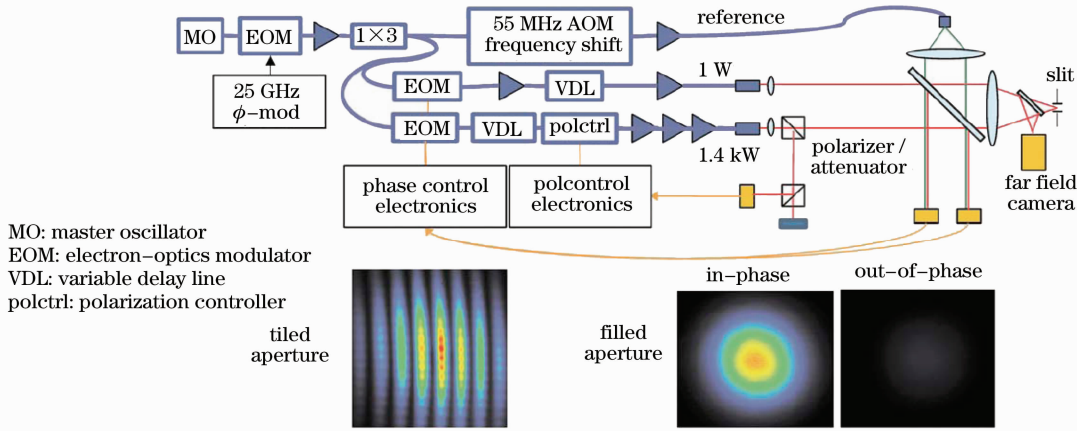 MO
EOM
1×3
55 MHz AOM
frequency shift
reference
25 GHz
ϕ-mod
EOM
VDL
1 W
slit
EOM
VDL
polctrl
1.4 kW
polarizer /
attenuator
phase control
electronics
polcontrol
electronics
far field
camera
MO: master oscillator
EOM: electron-optics modulator
VDL: variable delay line
polctrl: polarization controller
in-phase
out-of-phase
tiled
aperture
filled
aperture